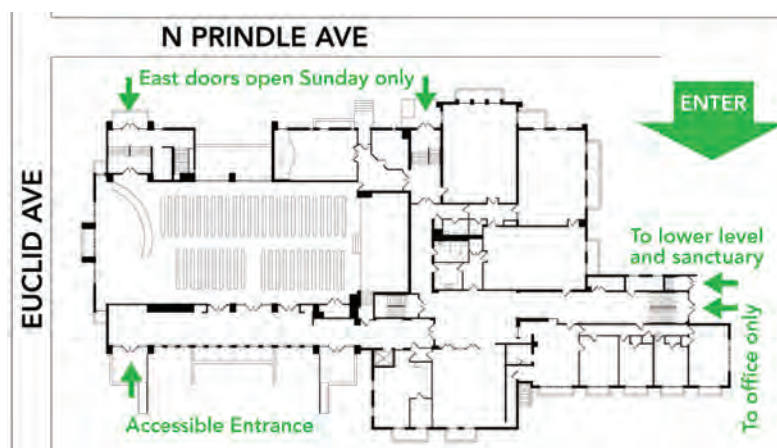 N PRINDLE AVE
East doors open Sunday only
ENTER
EUCLID AVE
To lower level
and sanctuary
To office only
Accessible Entrance